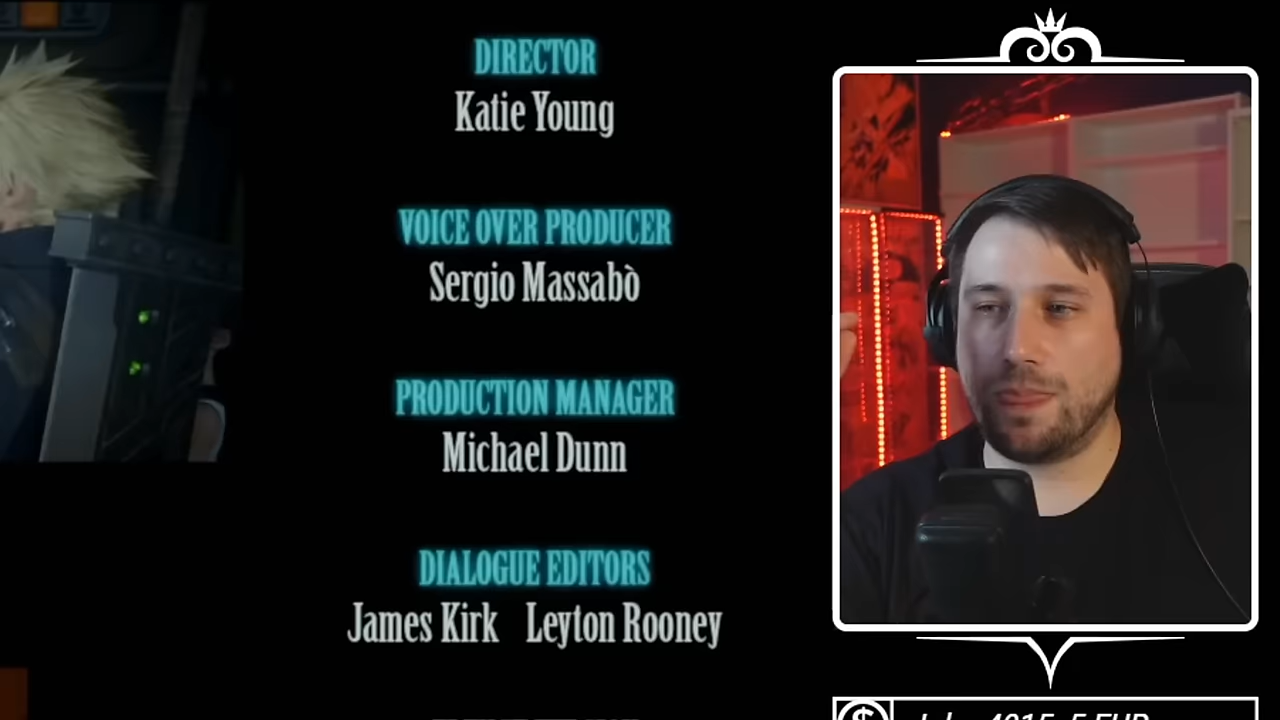 DIRECTOR
Katie Young
VOICE OVER PRODUCER
Sergio Massabò
PRODUCTION MANAGER
Michael Dunn
DIALOGUE EDITORS
James Kirk Leyton Rooney